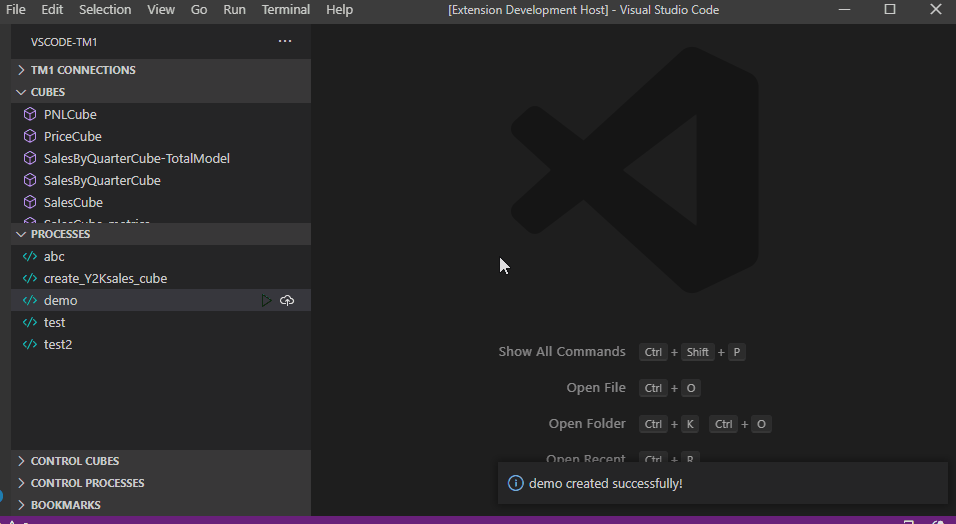 File Edit Selection View Go Run Terminal Help [Extension Development Host] - Visual Studio Code
VSCODE-TM1
TM1 CONNECTIONS
CUBES
PNLCube
PriceCube
SalesByQuarterCube-TotalModel
SalesByQuarterCube
SalesCube
PROCESSES
abc
create_Y2Ksales_cube
demo
test
test2
CONTROL CUBES
CONTROL PROCESSES
BOOKMARKS
Show All Commands Ctrl + Shift + P
Open File Ctrl + O
Open Folder Ctrl + K Ctrl + O
Open Recent Ctrl + R
demo created successfully!